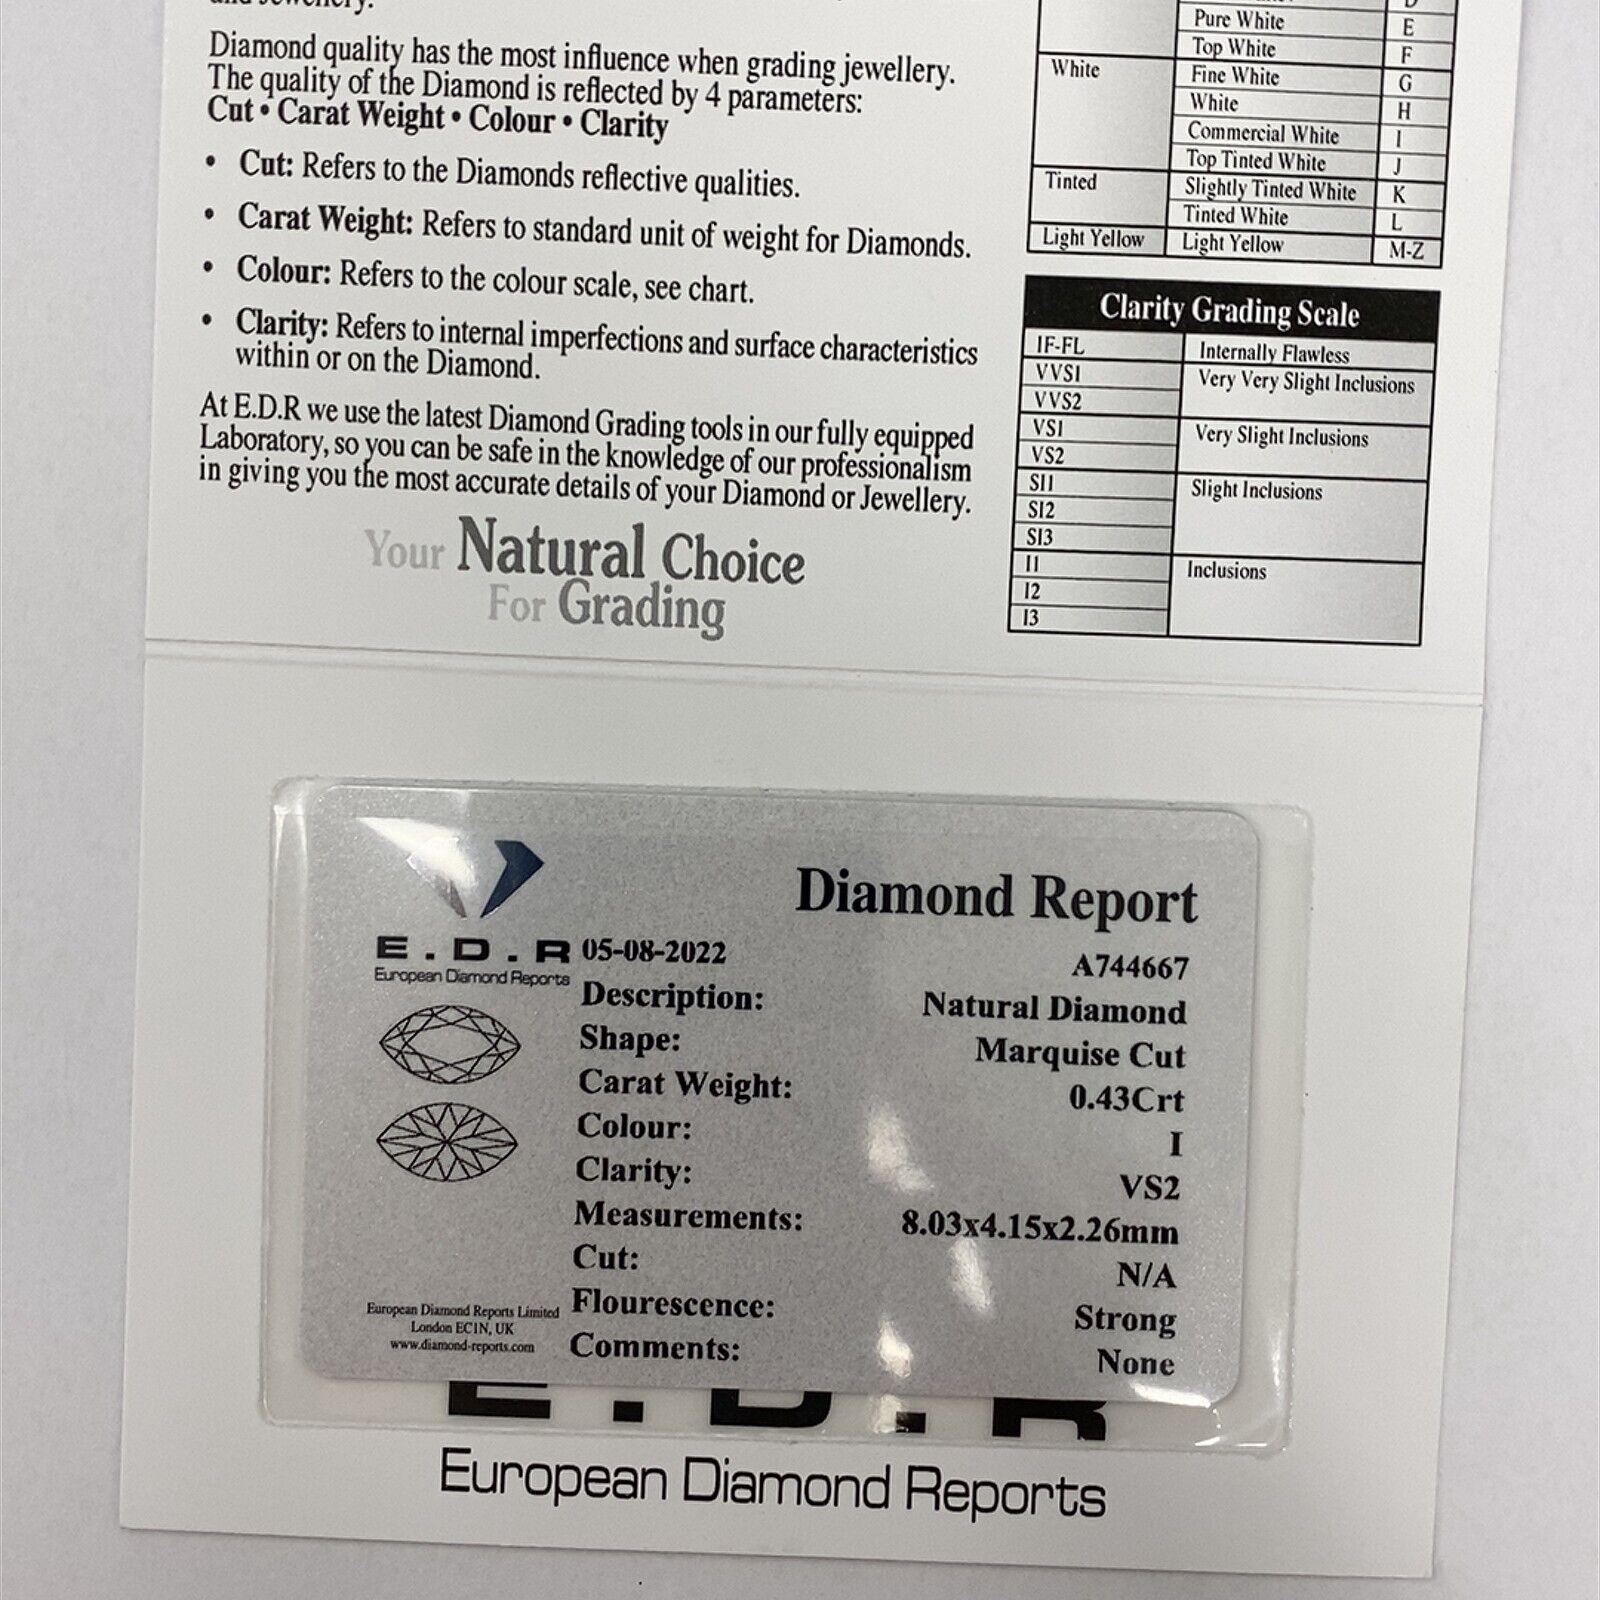 and Jewellery.
Diamond quality has the most influence when grading jewellery.
The quality of the Diamond is reflected by 4 parameters:
Cut • Carat Weight • Colour • Clarity
• Cut: Refers to the Diamonds reflective qualities.
• Carat Weight: Refers to standard unit of weight for Diamonds.
• Colour: Refers to the colour scale, see chart.
• Clarity: Refers to internal imperfections and surface characteristics
within or on the Diamond.
At E.D.R we use the latest Diamond Grading tools in our fully equipped
Laboratory, so you can be safe in the knowledge of our professionalism
in giving you the most accurate details of your Diamond or Jewellery.
Your Natural Choice
For Grading
D
Pure White E
Top White F
White Fine White G
White H
Commercial White I
Top Tinted White J
Tinted Slightly Tinted White K
Tinted White L
Light Yellow Light Yellow M-Z
Clarity Grading Scale
IF-FL Internally Flawless
VVS1 Very Very Slight Inclusions
VVS2
VS1 Very Slight Inclusions
VS2
SI1 Slight Inclusions
SI2
SI3
I1 Inclusions
I2
I3
Diamond Report
E.D.R 05-08-2022 A744667
European Diamond Reports
Description: Natural Diamond
Shape: Marquise Cut
Carat Weight: 0.43Crt
Colour: I
Clarity: VS2
Measurements: 8.03x4.15x2.26mm
Cut: N/A
Flourescence: Strong
Comments: None
European Diamond Reports Limited
London EC1N, UK
www.diamond-reports.com
E.D.R
European Diamond Reports